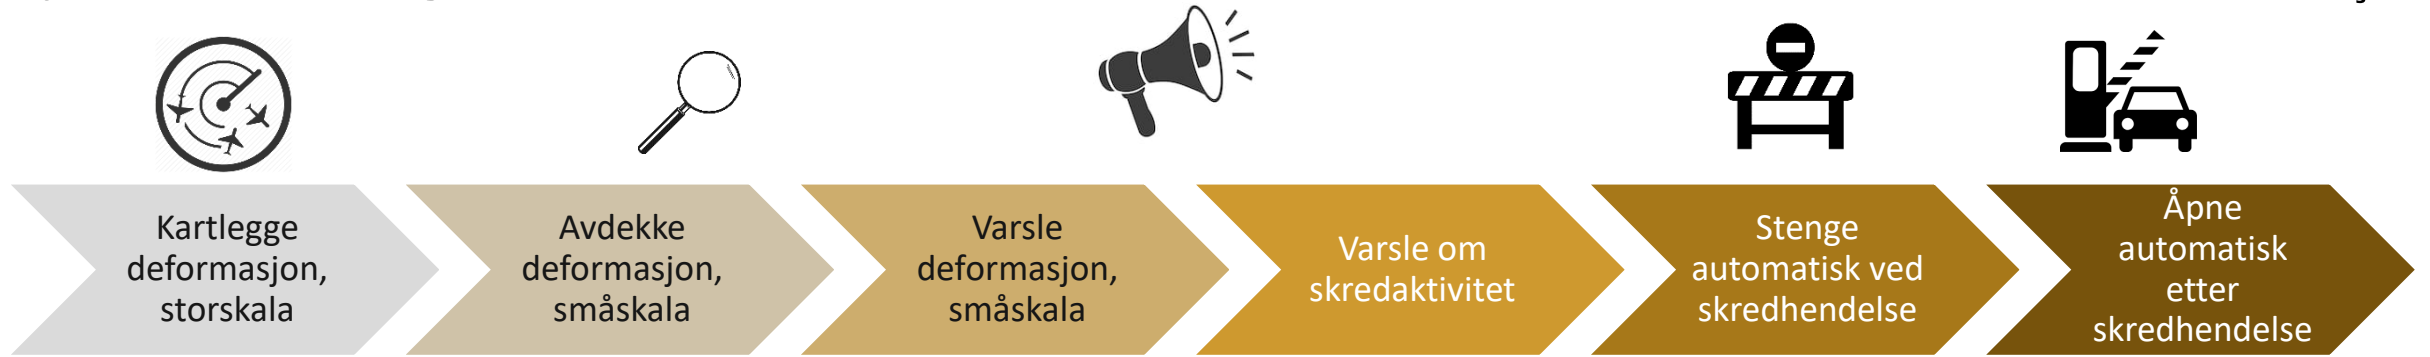 Kartlegge
deformasjon,
storskala
Avdekke
deformasjon,
småskala
Varsle
deformasjon,
småskala
Varsle om
skredaktivitet
Stenge
automatisk ved
skredhendelse
Åpne
automatisk
etter
skredhendelse